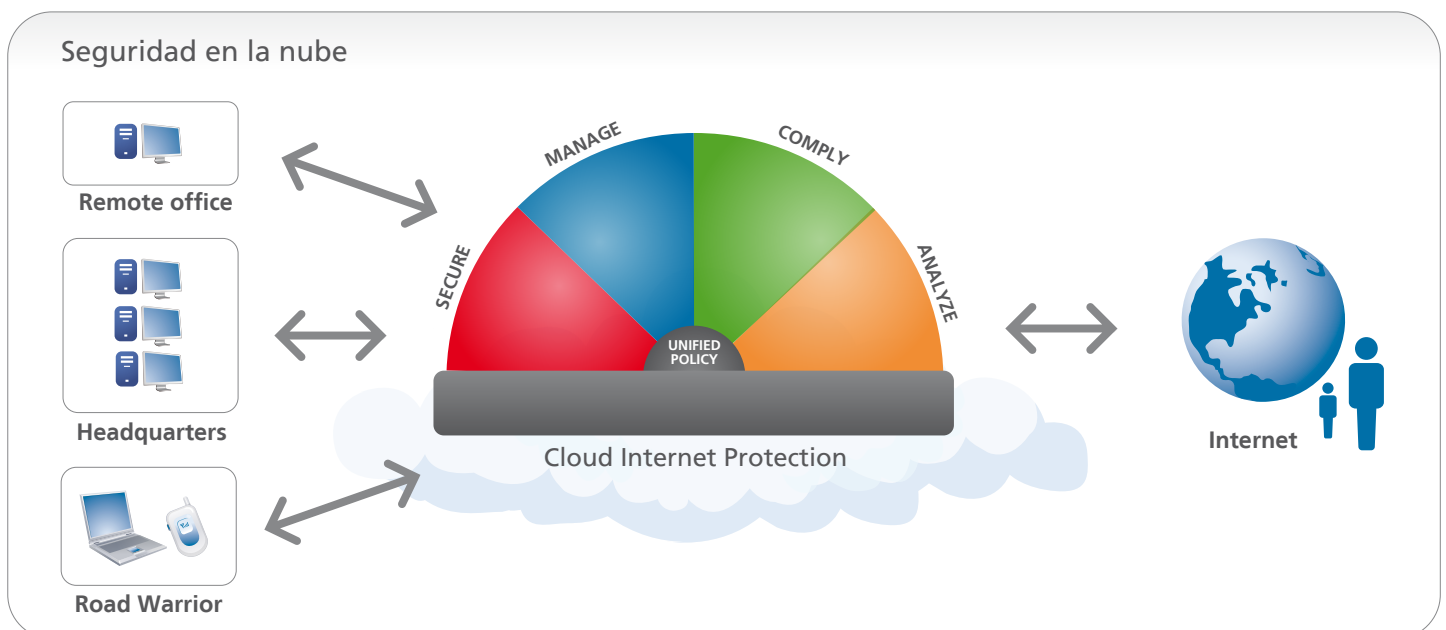 Seguridad en la nube
Remote office
Headquarters
Road Warrior
SECURE
MANAGE
COMPLY
ANALYZE
UNIFIED
POLICY
Cloud Internet Protection
Internet